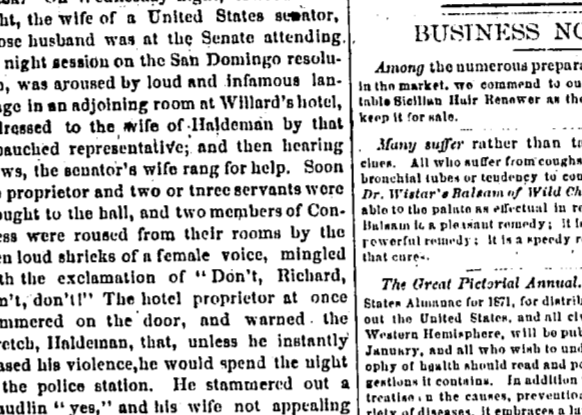 ht, the wife of a United States senator,
ose husband was at the Senate attending.
night session on the San Domingo resolu-
, was aroused by loud and infamous lan-
ge in an adjoining room at Willard's hotel,
dressed to the wife of Haldeman by that
auched representative; and then hearing
ws, the senator's wife rang for help. Soon
proprietor and two or tnree servants were
ught to the hall, and two members of Con-
ess were roused from their rooms by the
en loud shricks of a female voice, mingled
th the exclamation of "Don't, Richard,
n't, don't!" The hotel proprietor at once
mmered on the door, and warned the
retch, Haldeman, that, unless he instantly
ased his violence, he would spend the night
the police station. He stammered out a
audlin "yes," and his wife not appealing
BUSINESS NO
Among the numerous prepara
in the market, we commend to ou
table Sicilian Hair Renewer as the
keep it for sale.
Many suffer rather than ta
cines. All who suffer from coughs
bronchial tubes or tendency to cou
Dr. Wistar's Balsam of Wild Ch
able to the palate as effectual in re
Balsam is a pleasant remedy; it is
powerful remedy; it is a speedy r
that cures.
The Great Pictorial Annual.
States Almanac for 1871, for distrib
out the United States, and all ci
Western Hemisphere, will be pub
January, and all who wish to und
ophy of health should read and po
gestions it contains. In addition
treatise on the causes, prevention
riety of diseases, it embraces a l